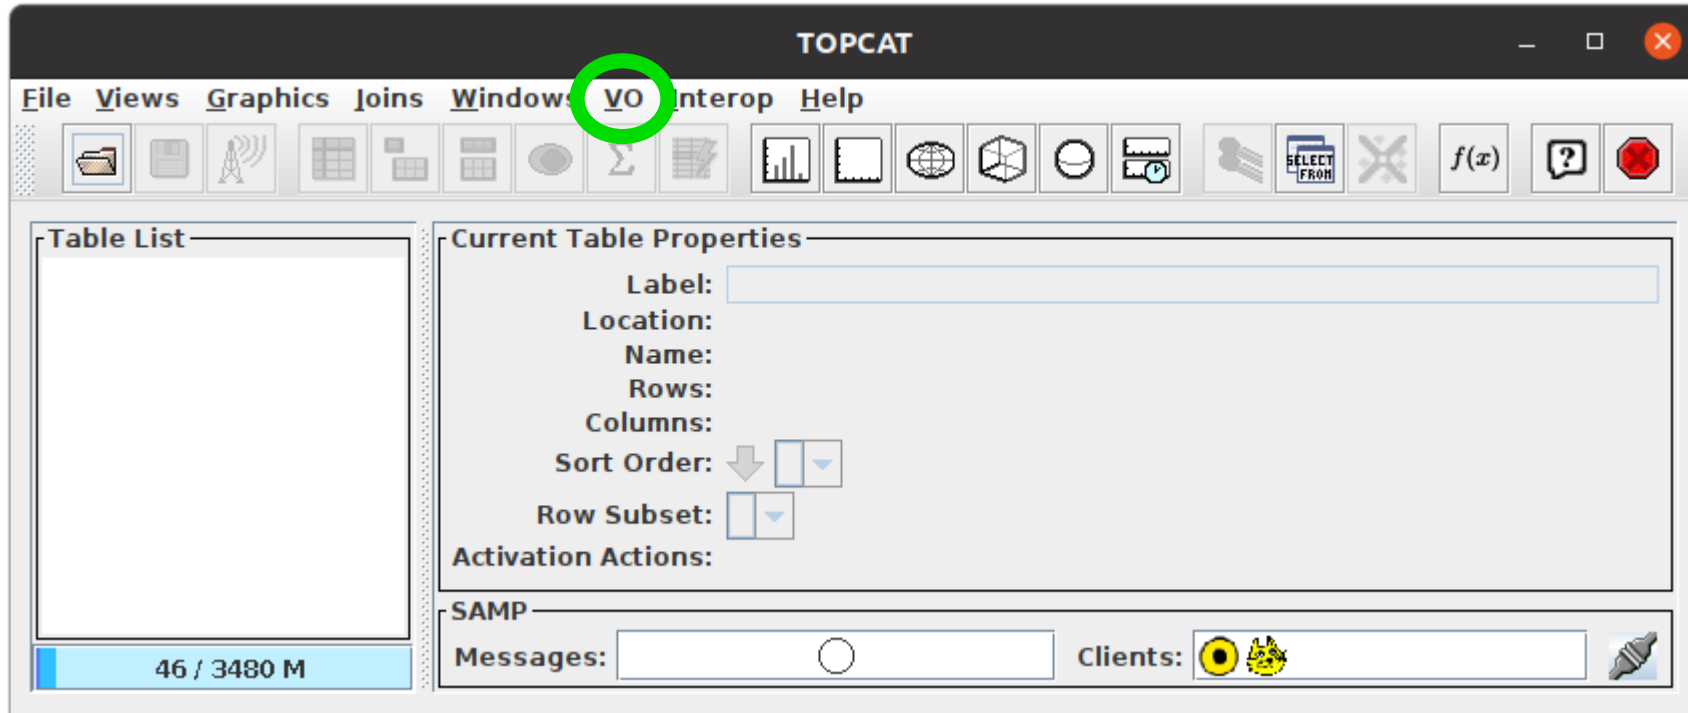 TOPCAT
File Views Graphics Joins Windows VO Interop Help
Σ SELECT FROM f(x) ?
Table List
Current Table Properties
Label:
Location:
Name:
Rows:
Columns:
Sort Order:
Row Subset:
Activation Actions:
SAMP
46 / 3480 M
Messages: Clients: